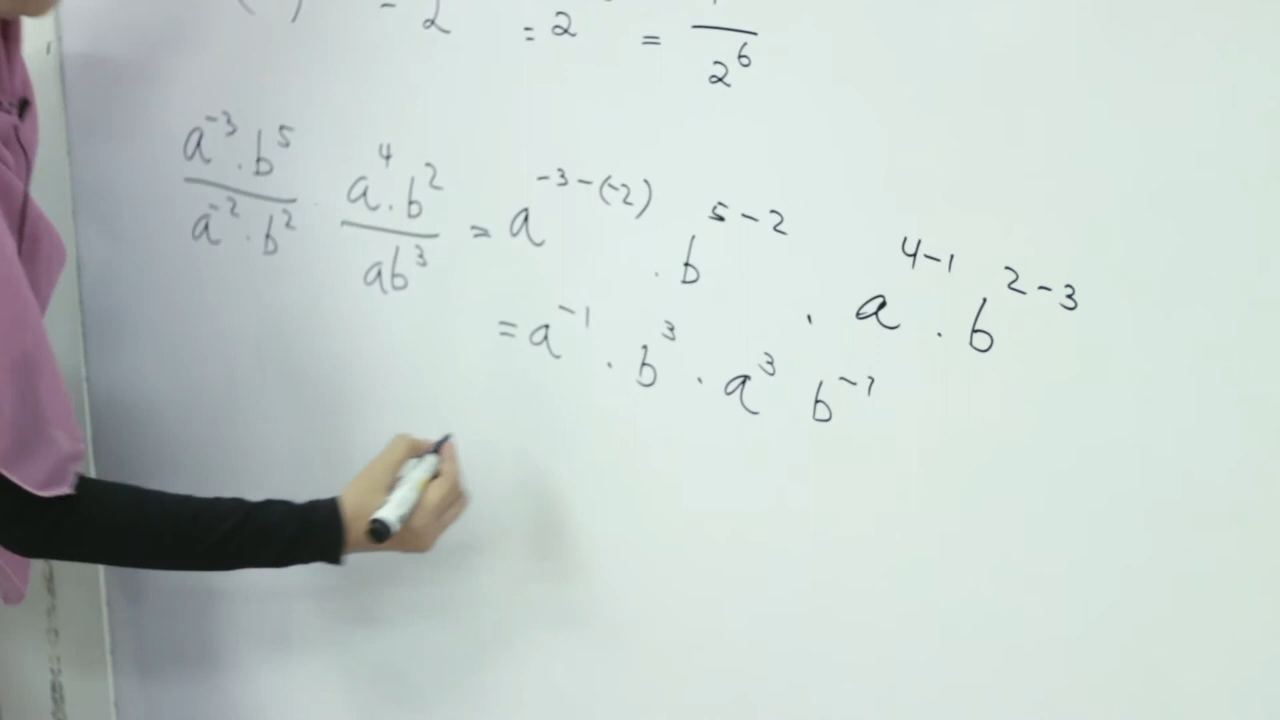 - 2 = 2 = 1/2^6
a^-3 . b^5 / a^-2 . b^2 . a^4 . b^2 / ab^3 = a^-3-(-2) . b^5-2 . a^4-1 . b^2-3
= a^-1 . b^3 . a^3 b^-1